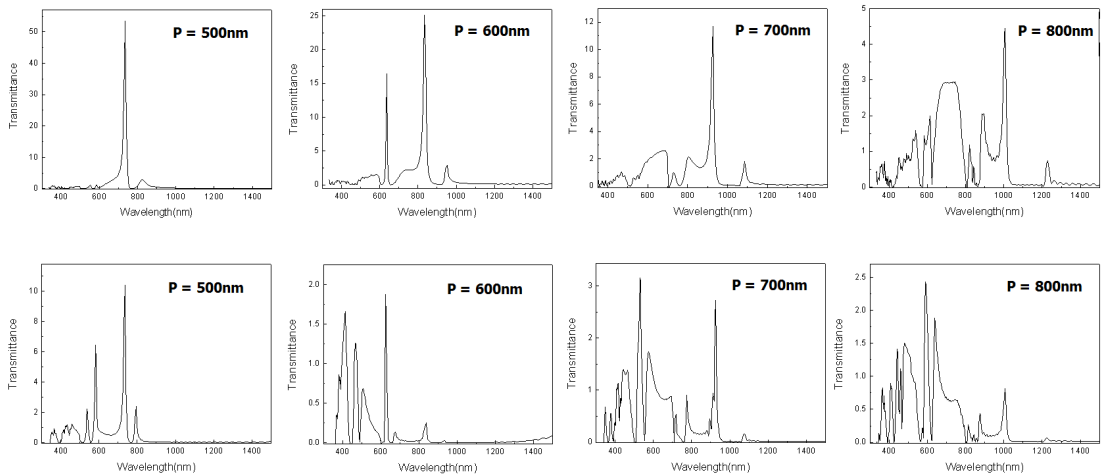 P = 500nm
Transmittance
50
40
30
20
10
0
400 600 800 1000 1200 1400
Wavelength(nm)
P = 600nm
Transmittance
25
20
15
10
5
0
400 600 800 1000 1200 1400
Wavelength(nm)
P = 700nm
Transmittance
12
10
8
6
4
2
0
400 600 800 1000 1200 1400
Wavelength(nm)
P = 800nm
Transmittance
5
4
3
2
1
0
400 600 800 1000 1200 1400
Wavelength(nm)
P = 500nm
Transmittance
10
8
6
4
2
0
400 600 800 1000 1200 1400
Wavelength(nm)
P = 600nm
Transmittance
2.0
1.5
1.0
0.5
0.0
400 600 800 1000 1200 1400
Wavelength(nm)
P = 700nm
Transmittance
3
2
1
0
400 600 800 1000 1200 1400
Wavelength(nm)
P = 800nm
Transmittance
2.5
2.0
1.5
1.0
0.5
0.0
400 600 800 1000 1200 1400
Wavelength(nm)